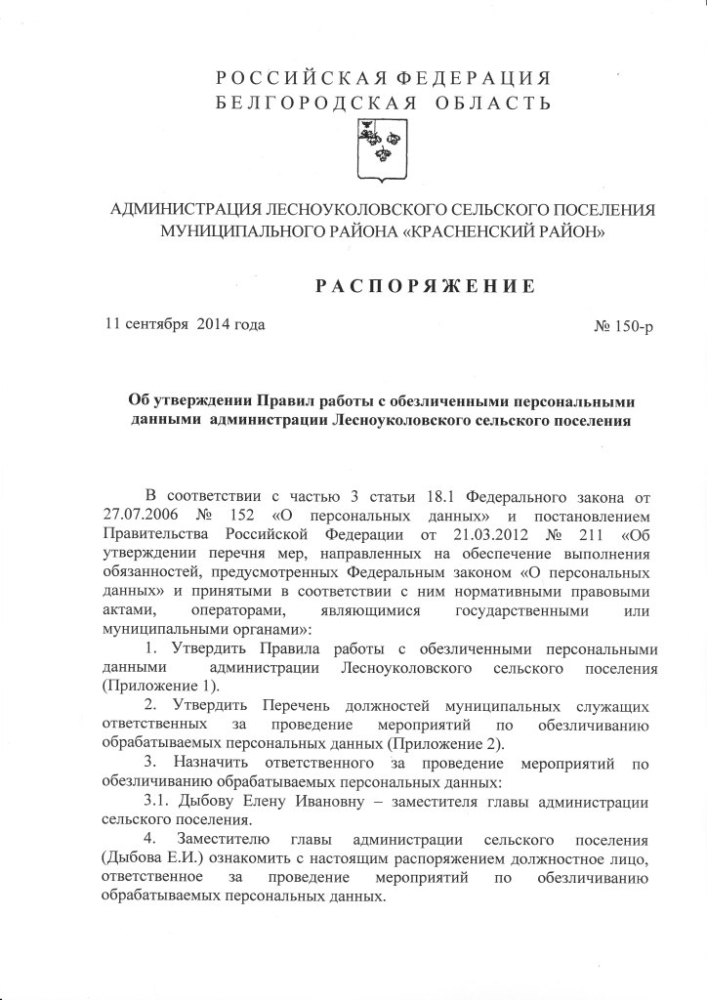 РОССИЙСКАЯ ФЕДЕРАЦИЯ
БЕЛГОРОДСКАЯ ОБЛАСТЬ
АДМИНИСТРАЦИЯ ЛЕСНОУКОЛОВСКОГО СЕЛЬСКОГО ПОСЕЛЕНИЯ
МУНИЦИПАЛЬНОГО РАЙОНА «КРАСНЕНСКИЙ РАЙОН»
РАСПОРЯЖЕНИЕ
11 сентября 2014 года № 150-р
Об утверждении Правил работы с обезличенными персональными
данными администрации Лесноуколовского сельского поселения
В соответствии с частью 3 статьи 18.1 Федерального закона от
27.07.2006 № 152 «О персональных данных» и постановлением
Правительства Российской Федерации от 21.03.2012 № 211 «Об
утверждении перечня мер, направленных на обеспечение выполнения
обязанностей, предусмотренных Федеральным законом «О персональных
данных» и принятыми в соответствии с ним нормативными правовыми
актами, операторами, являющимися государственными или
муниципальными органами»:
1. Утвердить Правила работы с обезличенными персональными
данными администрации Лесноуколовского сельского поселения
(Приложение 1).
2. Утвердить Перечень должностей муниципальных служащих
ответственных за проведение мероприятий по обезличиванию
обрабатываемых персональных данных (Приложение 2).
3. Назначить ответственного за проведение мероприятий по
обезличиванию обрабатываемых персональных данных:
3.1. Дыбову Елену Ивановну – заместителя главы администрации
сельского поселения.
4. Заместителю главы администрации сельского поселения
(Дыбова Е.И.) ознакомить с настоящим распоряжением должностное лицо,
ответственное за проведение мероприятий по обезличиванию
обрабатываемых персональных данных.